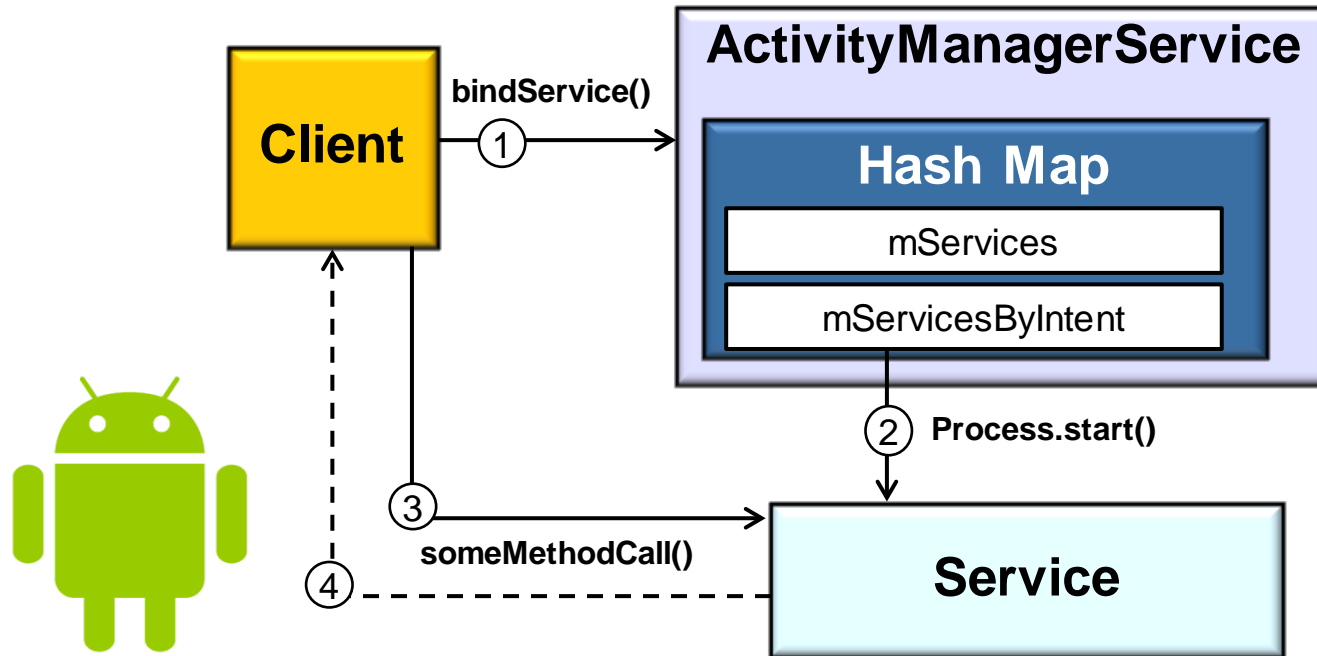 ActivityManagerService
bindService()
Client
1
Hash Map
mServices
mServicesByIntent
2
Process.start()
3
someMethodCall()
4
Service